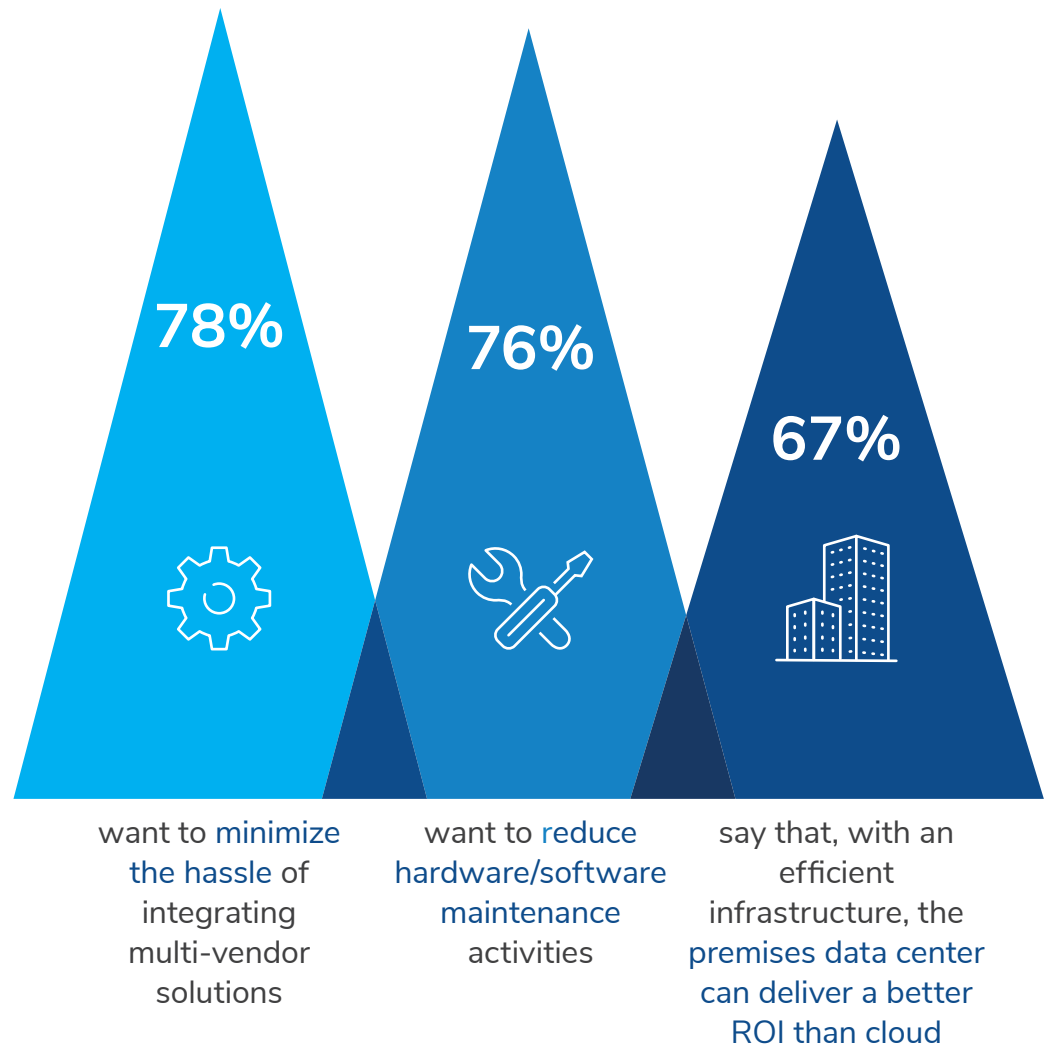 78%
76%
67%
want to minimize
the hassle of
integrating
multi-vendor
solutions
want to reduce
hardware/software
maintenance
activities
say that, with an
efficient
infrastructure, the
premises data center
can deliver a better
ROI than cloud